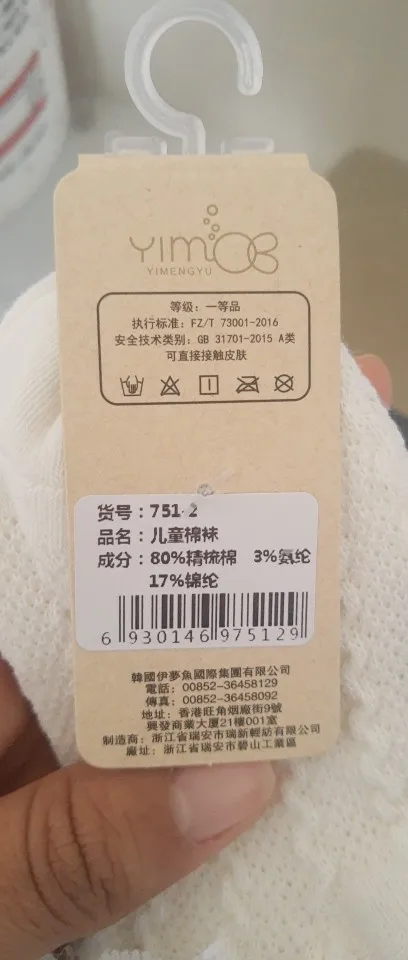 YIMO
YIMENGYU
等级：一等品
执行标准：FZ/T 73001-2016
安全技术类别：GB 31701-2015 A类
可直接接触皮肤
货号：751-2
品名：儿童棉袜
成分：80%精梳棉 3%氨纶
17%锦纶
6 930146 975129
韓國伊夢魚國際集團有限公司
電話：00852-36458129
傳真：00852-36458092
地址：香港旺角烟廠街9號
興發商業大厦21樓001室
制造商：浙江省瑞安市瑞新輕紡有限公司
廠址：浙江省瑞安市碧山工業區